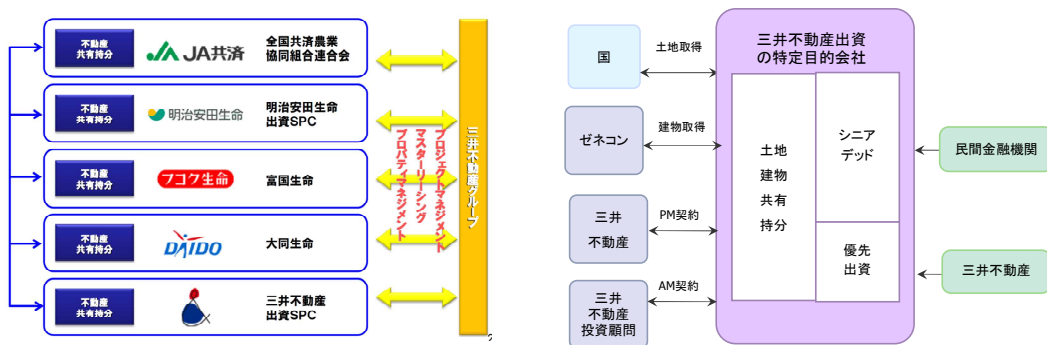 不動産
共有持分
JA共済
全国共済農業
協同組合連合会
不動産
共有持分
明治安田生命
明治安田生命
出資SPC
不動産
共有持分
フコク生命
富国生命
不動産
共有持分
DAIDO
大同生命
不動産
共有持分
三井不動産
出資SPC
プロジェクトマネジメント
マスターリーシング
プロパティマネジメント
三井不動産グループ
国
土地取得
ゼネコン
建物取得
三井
不動産
PM契約
三井
不動産
投資顧問
AM契約
三井不動産出資
の特定目的会社
土地
建物
共有
持分
シニア
デッド
優先
出資
民間金融機関
三井不動産